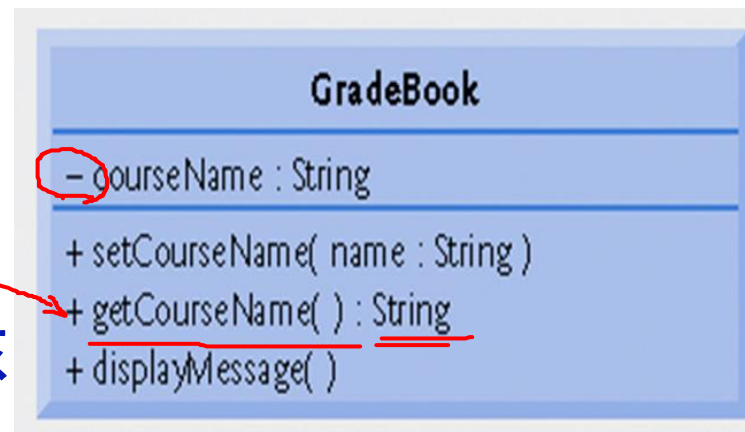 GradeBook
– courseName : String
+ setCourseName( name : String )
+ getCourseName( ) : String
+ displayMessage( )